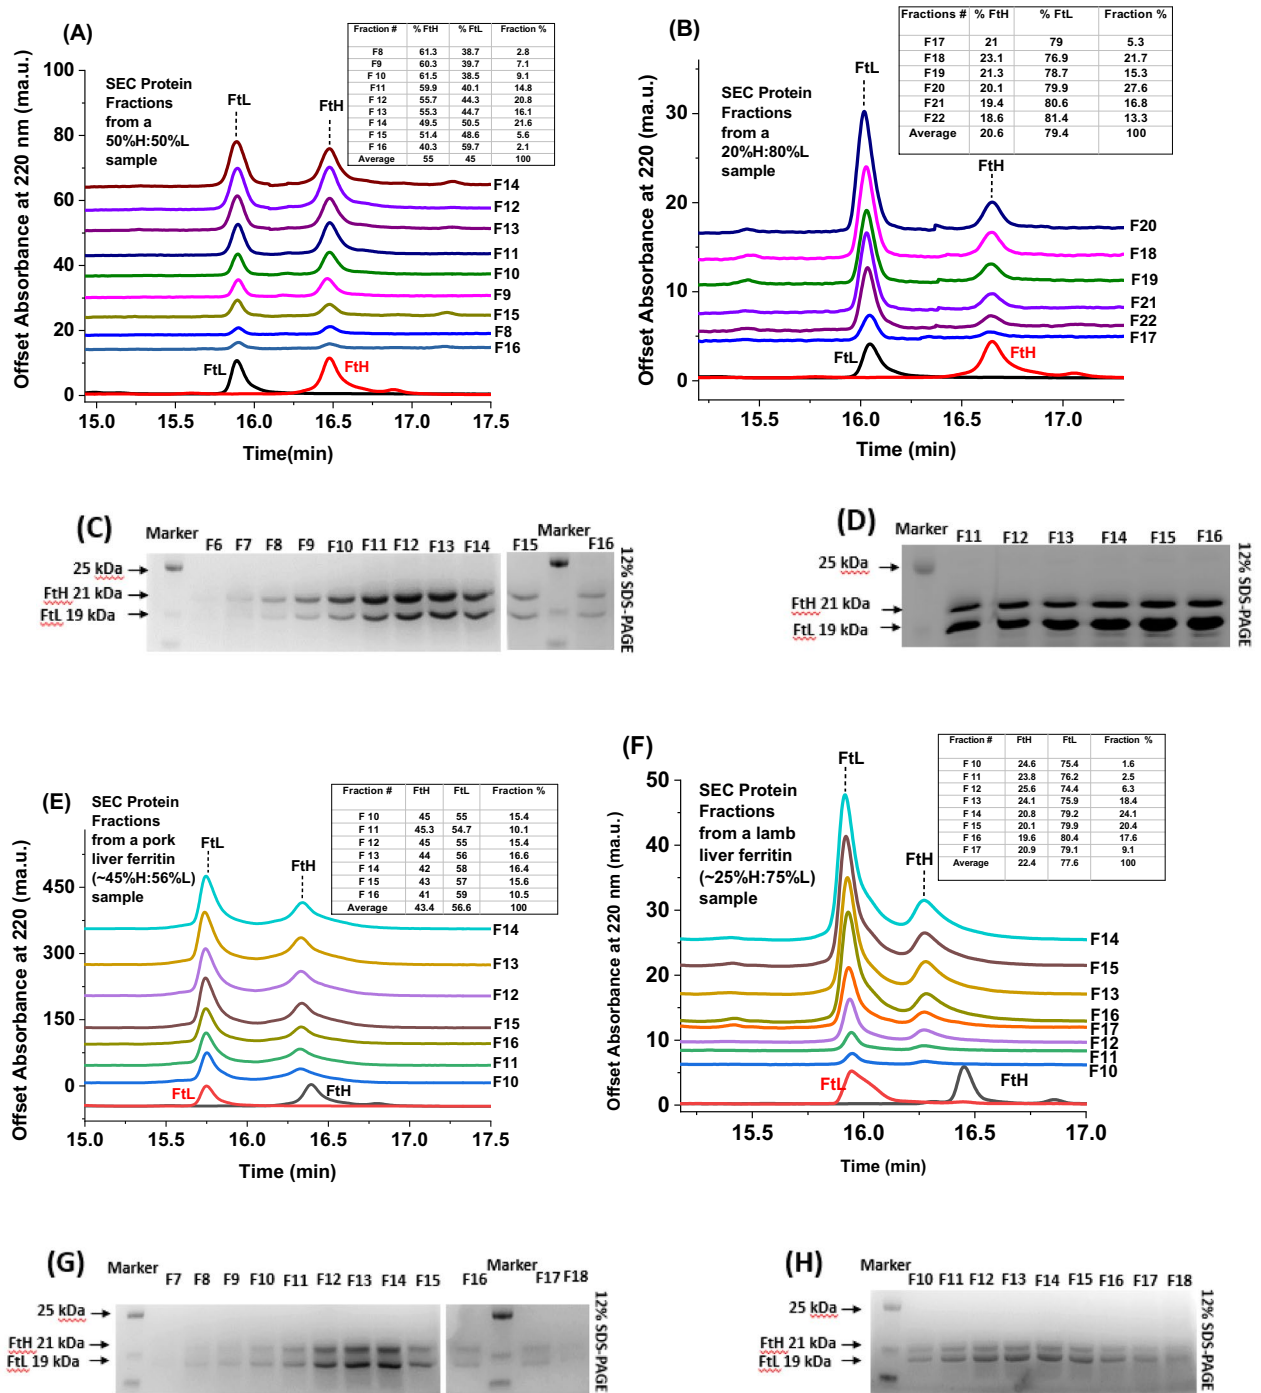 (A)
SEC Protein
Fractions
from a
50%H:50%L
sample
Fraction # % FtH % FtL Fraction %
F8 61.3 38.7 2.8
F9 60.3 39.7 7.1
F 10 61.5 38.5 9.1
F11 59.9 40.1 14.8
F 12 55.7 44.3 20.8
F 13 55.3 44.7 16.1
F 14 49.5 50.5 21.6
F 15 51.4 48.6 5.6
F 16 40.3 59.7 2.1
Average 55 45 100
FtL
FtH
F14
F12
F13
F11
F10
F9
F15
F8
F16
FtL
FtH
100
80
60
40
20
0
Offset Absorbance at 220 nm (ma.u.)
15.0 15.5 16.0 16.5 17.0 17.5
Time(min)
(B)
SEC Protein
Fractions
from a
20%H:80%L
sample
Fractions # % FtH % FtL Fraction %
F17 21 79 5.3
F18 23.1 76.9 21.7
F19 21.3 78.7 15.3
F20 20.1 79.9 27.6
F21 19.4 80.6 16.8
F22 18.6 81.4 13.3
Average 20.6 79.4 100
FtL
FtH
F20
F18
F19
F21
F22
F17
FtL
FtH
30
20
10
0
Offset Absorbance at 220 (ma.u.)
15.5 16.0 16.5 17.0
Time (min)
(C)
Marker F6 F7 F8 F9 F10 F11 F12 F13 F14 F15 Marker F16
25 kDa
FtH 21 kDa
FtL 19 kDa
12% SDS-PAGE
(D)
Marker F11 F12 F13 F14 F15 F16
25 kDa
FtH 21 kDa
FtL 19 kDa
12% SDS-PAGE
(E)
SEC Protein
Fractions
from a pork
liver ferritin
(~45%H:56%L)
sample
Fraction # FtH FtL Fraction %
F 10 45 55 15.4
F 11 45.3 54.7 10.1
F 12 45 55 15.4
F 13 44 56 16.6
F 14 42 58 16.4
F 15 43 57 15.6
F 16 41 59 10.5
Average 43.4 56.6 100
FtL
FtH
F14
F13
F12
F15
F16
F11
F10
FtL
FtH
450
300
150
0
Offset Absorbance at 220 (ma.u.)
15.0 15.5 16.0 16.5 17.0 17.5
Time (min)
(F)
SEC Protein
Fractions
from a lamb
liver ferritin
(~25%H:75%L)
sample
Fraction # FtH FtL Fraction %
F 10 24.6 75.4 1.6
F 11 23.8 76.2 2.5
F 12 25.6 74.4 6.3
F 13 24.1 75.9 18.4
F 14 20.8 79.2 24.1
F 15 20.1 79.9 20.4
F 16 19.6 80.4 17.6
F 17 20.9 79.1 9.1
Average 22.4 77.6 100
FtL
FtH
F14
F15
F13
F16
F17
F12
F11
F10
FtL
FtH
50
40
30
20
10
0
Offset Absorbance at 220 nm (ma.u.)
15.5 16.0 16.5 17.0
Time (min)
(G)
Marker F7 F8 F9 F10 F11 F12 F13 F14 F15 F16 Marker F17 F18
25 kDa
FtH 21 kDa
FtL 19 kDa
12% SDS-PAGE
(H)
Marker F10 F11 F12 F13 F14 F15 F16 F17 F18
25 kDa
FtH 21 kDa
FtL 19 kDa
12% SDS-PAGE